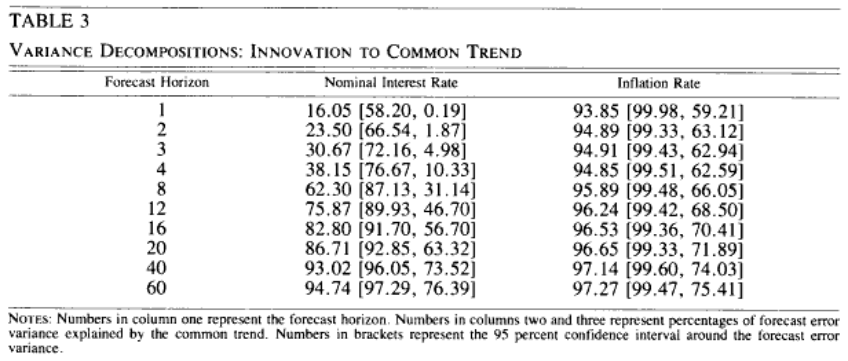 TABLE 3
VARIANCE DECOMPOSITIONS: INNOVATION TO COMMON TREND
Forecast Horizon Nominal Interest Rate Inflation Rate
1 16.05 [58.20, 0.19] 93.85 [99.98, 59.21]
2 23.50 [66.54, 1.87] 94.89 [99.33, 63.12]
3 30.67 [72.16, 4.98] 94.91 [99.43, 62.94]
4 38.15 [76.67, 10.33] 94.85 [99.51, 62.59]
8 62.30 [87.13, 31.14] 95.89 [99.48, 66.05]
12 75.87 [89.93, 46.70] 96.24 [99.42, 68.50]
16 82.80 [91.70, 56.70] 96.53 [99.36, 70.41]
20 86.71 [92.85, 63.32] 96.65 [99.33, 71.89]
40 93.02 [96.05, 73.52] 97.14 [99.60, 74.03]
60 94.74 [97.29, 76.39] 97.27 [99.47, 75.41]
NOTES: Numbers in column one represent the forecast horizon. Numbers in columns two and three represent percentages of forecast error
variance explained by the common trend. Numbers in brackets represent the 95 percent confidence interval around the forecast error
variance.